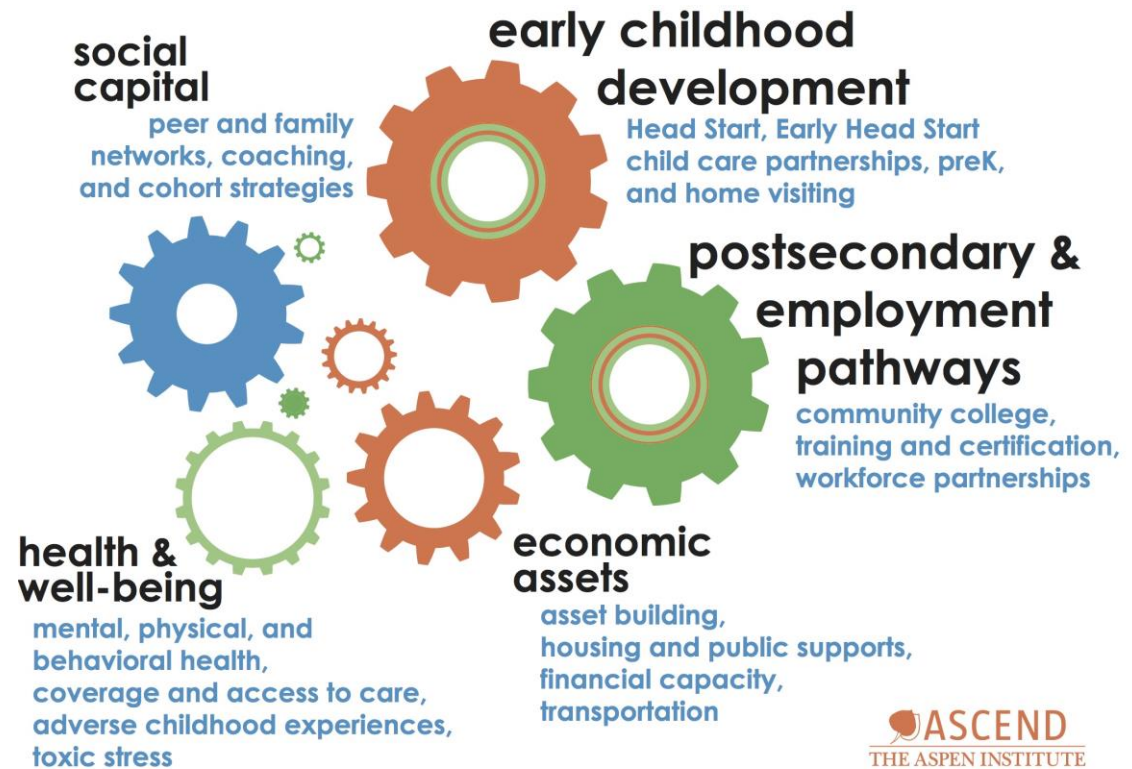 social
capital
peer and family
networks, coaching,
and cohort strategies
early childhood
development
Head Start, Early Head Start
child care partnerships, preK,
and home visiting
postsecondary &
employment
pathways
community college,
training and certification,
workforce partnerships
health &
well-being
mental, physical, and
behavioral health,
coverage and access to care,
adverse childhood experiences,
toxic stress
economic
assets
asset building,
housing and public supports,
financial capacity,
transportation
ASCEND
THE ASPEN INSTITUTE